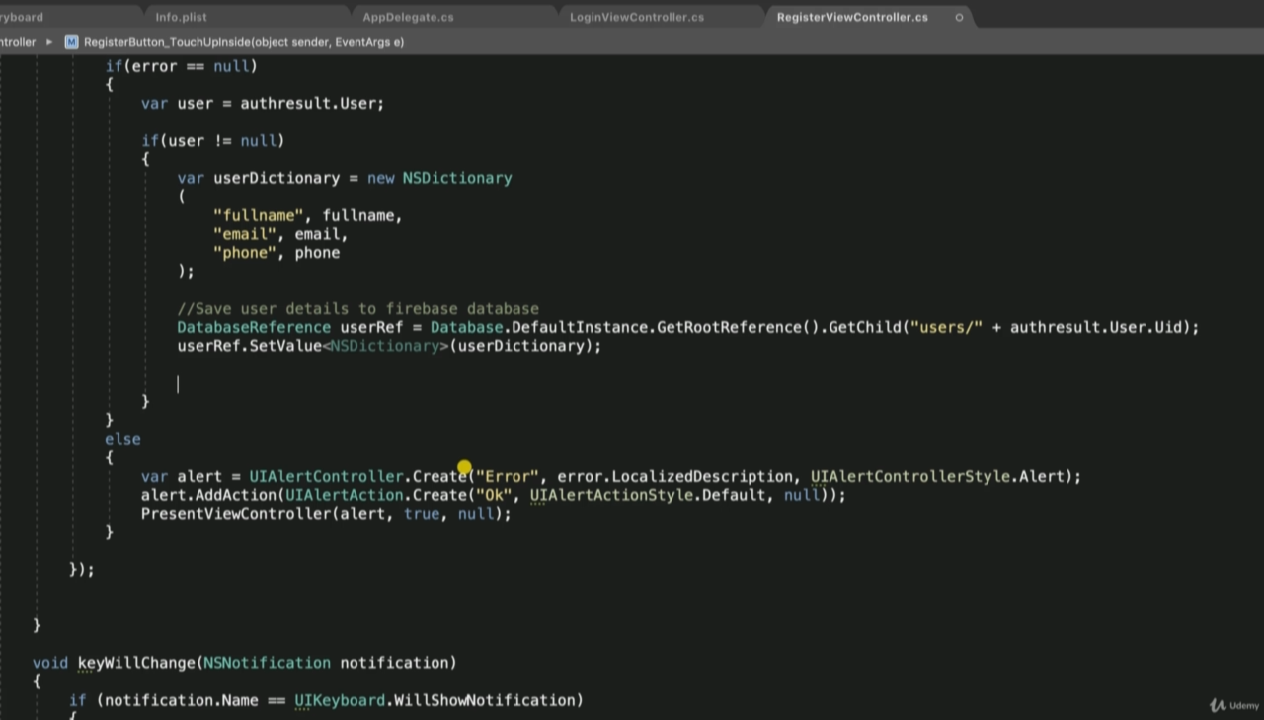 ryboard
Info.plist
AppDelegate.cs
LoginViewController.cs
RegisterViewController.cs
ntroller ▸ M RegisterButton_TouchUpInside(object sender, EventArgs e)
if(error == null)
{
var user = authresult.User;
if(user != null)
{
var userDictionary = new NSDictionary
(
"fullname", fullname,
"email", email,
"phone", phone
);
//Save user details to firebase database
DatabaseReference userRef = Database.DefaultInstance.GetRootReference().GetChild("users/" + authresult.User.Uid);
userRef.SetValue<NSDictionary>(userDictionary);
}
}
else
{
var alert = UIAlertController.Create("Error", error.LocalizedDescription, UIAlertControllerStyle.Alert);
alert.AddAction(UIAlertAction.Create("Ok", UIAlertActionStyle.Default, null));
PresentViewController(alert, true, null);
}
});
}
void keyWillChange(NSNotification notification)
{
if (notification.Name == UIKeyboard.WillShowNotification)
{
Udemy